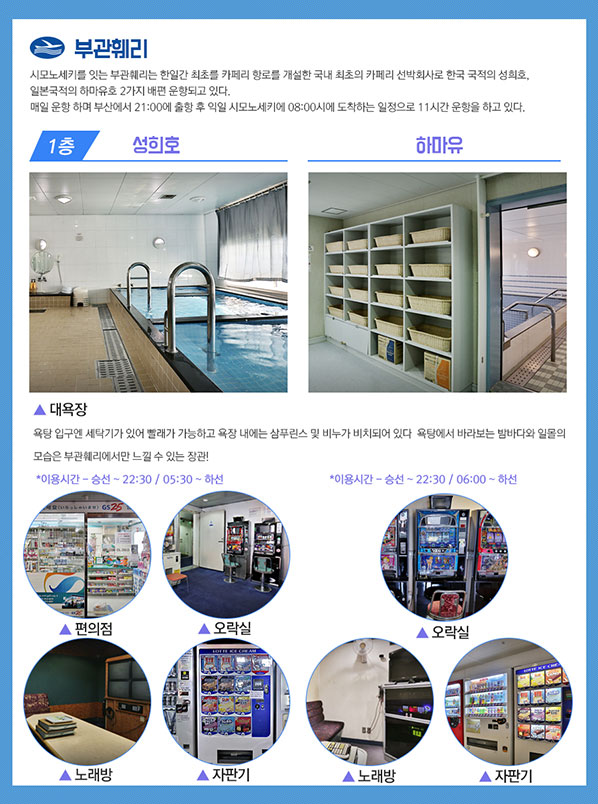 부관훼리
시모노세키를 잇는 부관훼리는 한일간 최초를 카페리 항로를 개설한 국내 최초의 카페리 선박회사로 한국 국적의 성희호,
일본국적의 하마유호 2가지 배편 운항되고 있다.
매일 운항 하며 부산에서 21:00에 출항 후 익일 시모노세키에 08:00시에 도착하는 일정으로 11시간 운항을 하고 있다.
1층 성희호 하마유
▲ 대욕장
욕탕 입구엔 세탁기가 있어 빨래가 가능하고 욕장 내에는 샴푸린스 및 비누가 비치되어 있다 욕탕에서 바라보는 밤바다와 일몰의
모습은 부관훼리에서만 느낄 수 있는 장관!
*이용시간 – 승선 ~ 22:30 / 05:30 ~ 하선 *이용시간 – 승선 ~ 22:30 / 06:00 ~ 하선
GS25
▲ 편의점 ▲ 오락실 ▲ 오락실
LOTTE ICE CREAM
LOTTE ICE CREAM
▲ 노래방 ▲ 자판기 ▲ 노래방 ▲ 자판기